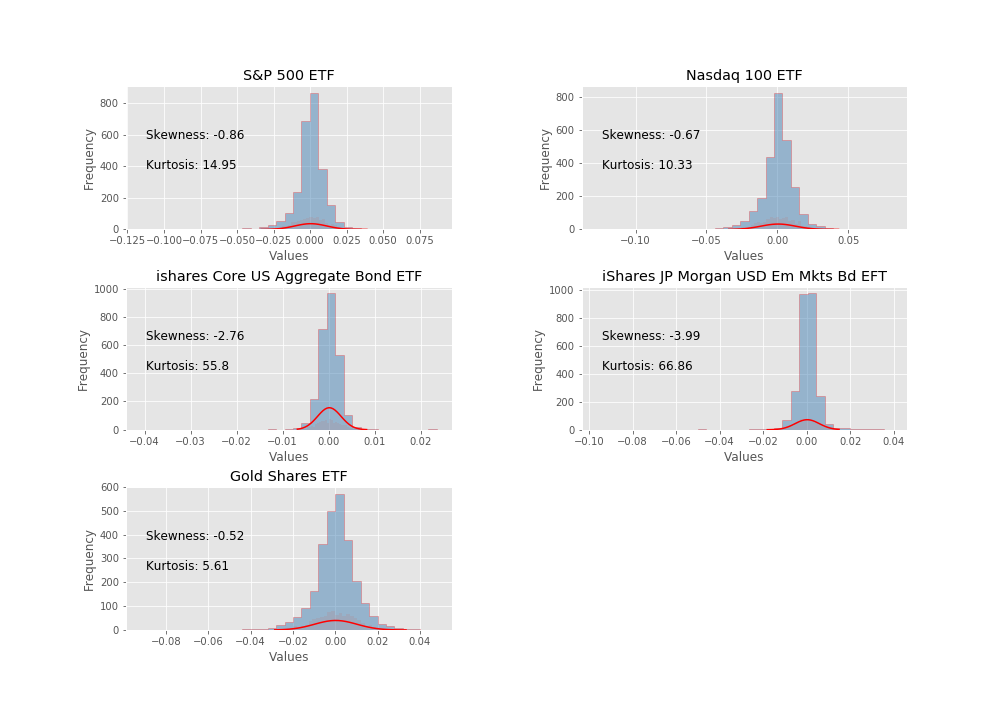 S&P 500 ETF
Frequency
800
600
400
200
0
Skewness: -0.86
Kurtosis: 14.95
−0.125 −0.100 −0.075 −0.050 −0.025 0.000 0.025 0.050 0.075
Values
Nasdaq 100 ETF
Frequency
800
600
400
200
0
Skewness: -0.67
Kurtosis: 10.33
−0.10 −0.05 0.00 0.05
Values
ishares Core US Aggregate Bond ETF
Frequency
1000
800
600
400
200
0
Skewness: -2.76
Kurtosis: 55.8
−0.04 −0.03 −0.02 −0.01 0.00 0.01 0.02
Values
iShares JP Morgan USD Em Mkts Bd EFT
Frequency
1000
800
600
400
200
0
Skewness: -3.99
Kurtosis: 66.86
−0.10 −0.08 −0.06 −0.04 −0.02 0.00 0.02 0.04
Values
Gold Shares ETF
Frequency
600
500
400
300
200
100
0
Skewness: -0.52
Kurtosis: 5.61
−0.08 −0.06 −0.04 −0.02 0.00 0.02 0.04
Values